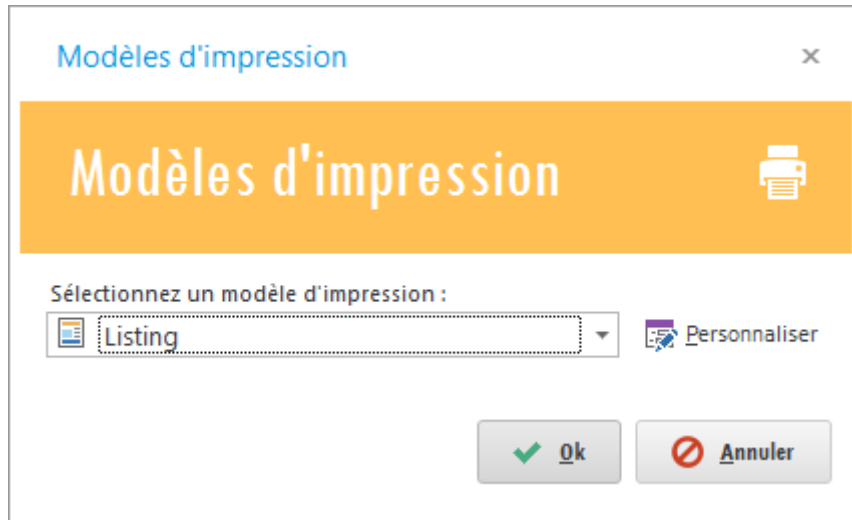 Modèles d'impression
Modèles d'impression
Sélectionnez un modèle d'impression :
Listing
Personnaliser
Ok
Annuler